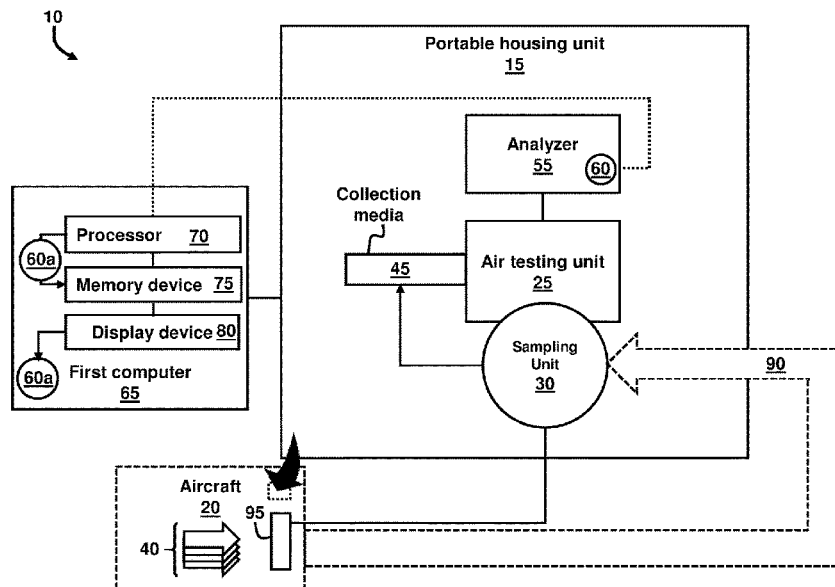 10
Portable housing unit
15
Analyzer
55
60
Collection
media
45
Air testing unit
25
Processor 70
60a
Memory device 75
Display device 80
60a
First computer
65
Sampling
Unit
30
90
Aircraft
20
95
40